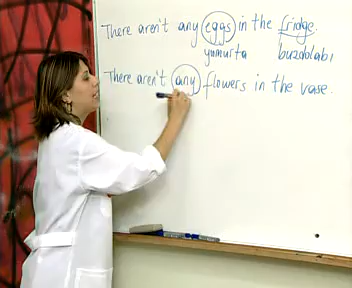 There aren't any eggs in the fridge.
yumurta buzdolabı
There aren't any flowers in the vase.